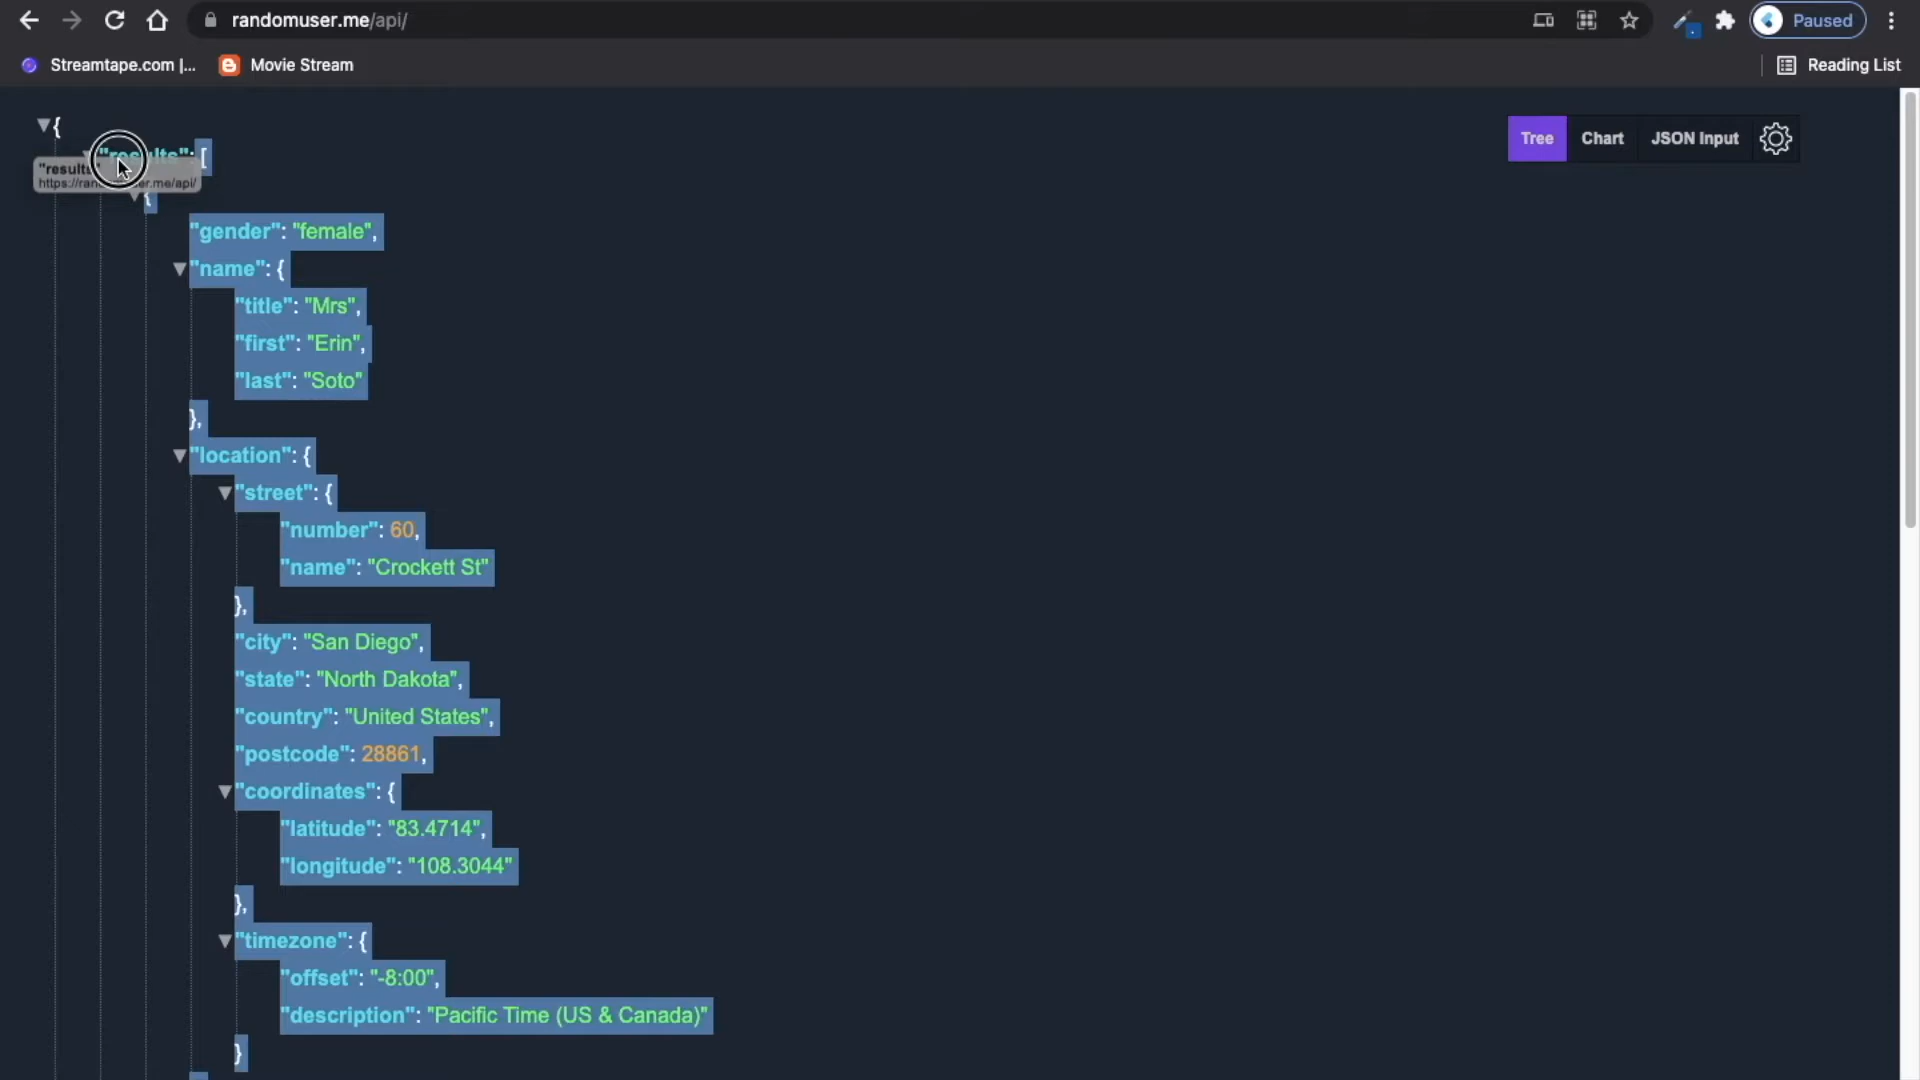 randomuser.me/api/
Paused
Streamtape.com |...
Movie Stream
Reading List
{
"results": [
"results"
https://randomuser.me/api/
{
Tree
Chart
JSON Input
"gender": "female",
"name": {
"title": "Mrs",
"first": "Erin",
"last": "Soto"
},
"location": {
"street": {
"number": 60,
"name": "Crockett St"
},
"city": "San Diego",
"state": "North Dakota",
"country": "United States",
"postcode": 28861,
"coordinates": {
"latitude": "83.4714",
"longitude": "108.3044"
},
"timezone": {
"offset": "-8:00",
"description": "Pacific Time (US & Canada)"
}